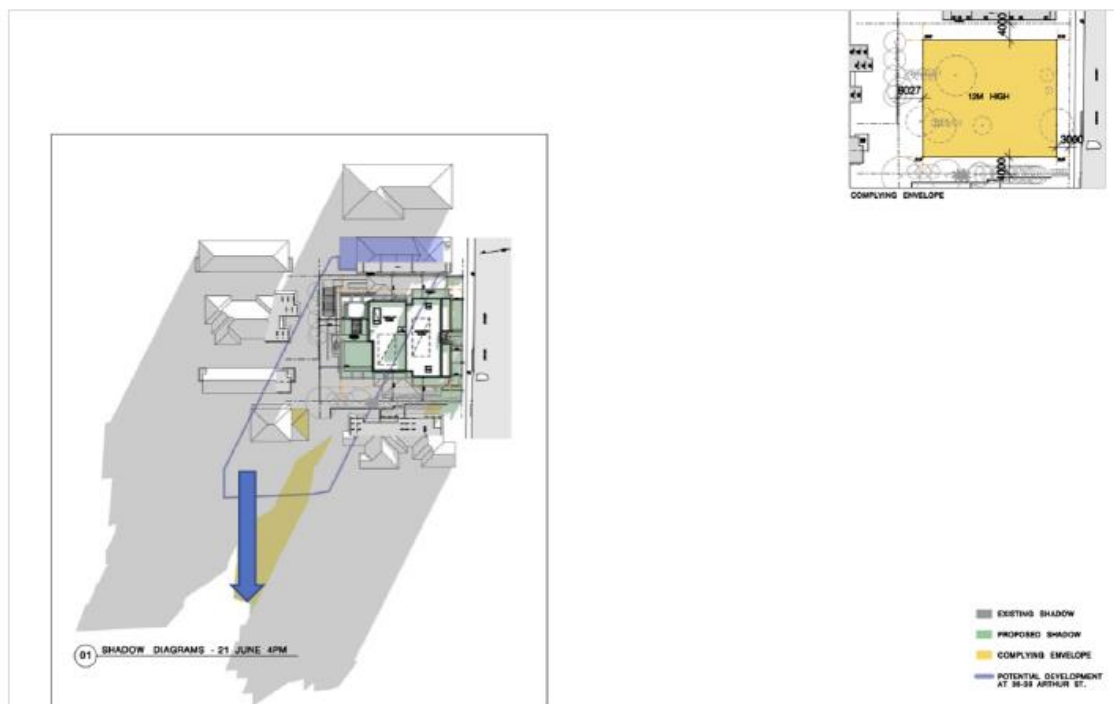 4000
6027
12M HIGH
3000
4000
COMPLYING ENVELOPE
01
SHADOW DIAGRAMS - 21 JUNE 4PM
EXISTING SHADOW
PROPOSED SHADOW
COMPLYING ENVELOPE
POTENTIAL DEVELOPMENT
AT 36-38 ARTHUR ST.